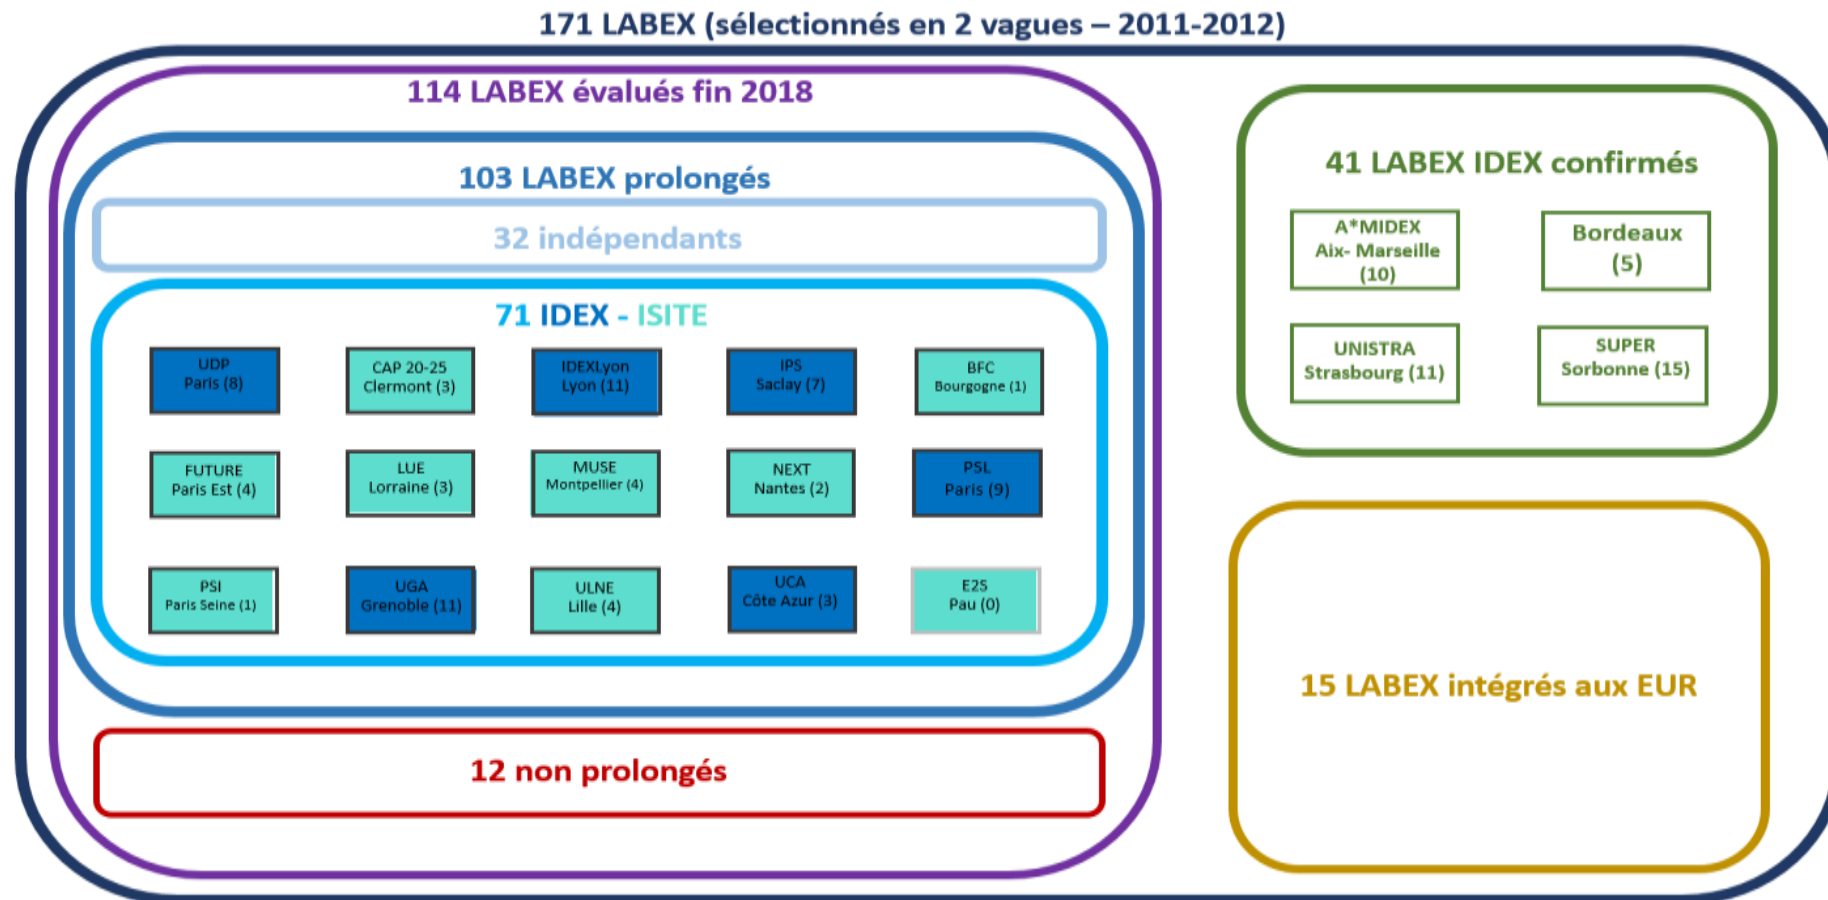 171 LABEX (sélectionnés en 2 vagues – 2011-2012)
114 LABEX évalués fin 2018
103 LABEX prolongés
32 indépendants
71 IDEX - ISITE
UDP
Paris (8)
CAP 20-25
Clermont (3)
IDEXLyon
Lyon (11)
IPS
Saclay (7)
BFC
Bourgogne (1)
FUTURE
Paris Est (4)
LUE
Lorraine (3)
MUSE
Montpellier (4)
NEXT
Nantes (2)
PSL
Paris (9)
PSI
Paris Seine (1)
UGA
Grenoble (11)
ULNE
Lille (4)
UCA
Côte Azur (3)
E2S
Pau (0)
12 non prolongés
41 LABEX IDEX confirmés
A*MIDEX
Aix- Marseille
(10)
Bordeaux
(5)
UNISTRA
Strasbourg (11)
SUPER
Sorbonne (15)
15 LABEX intégrés aux EUR